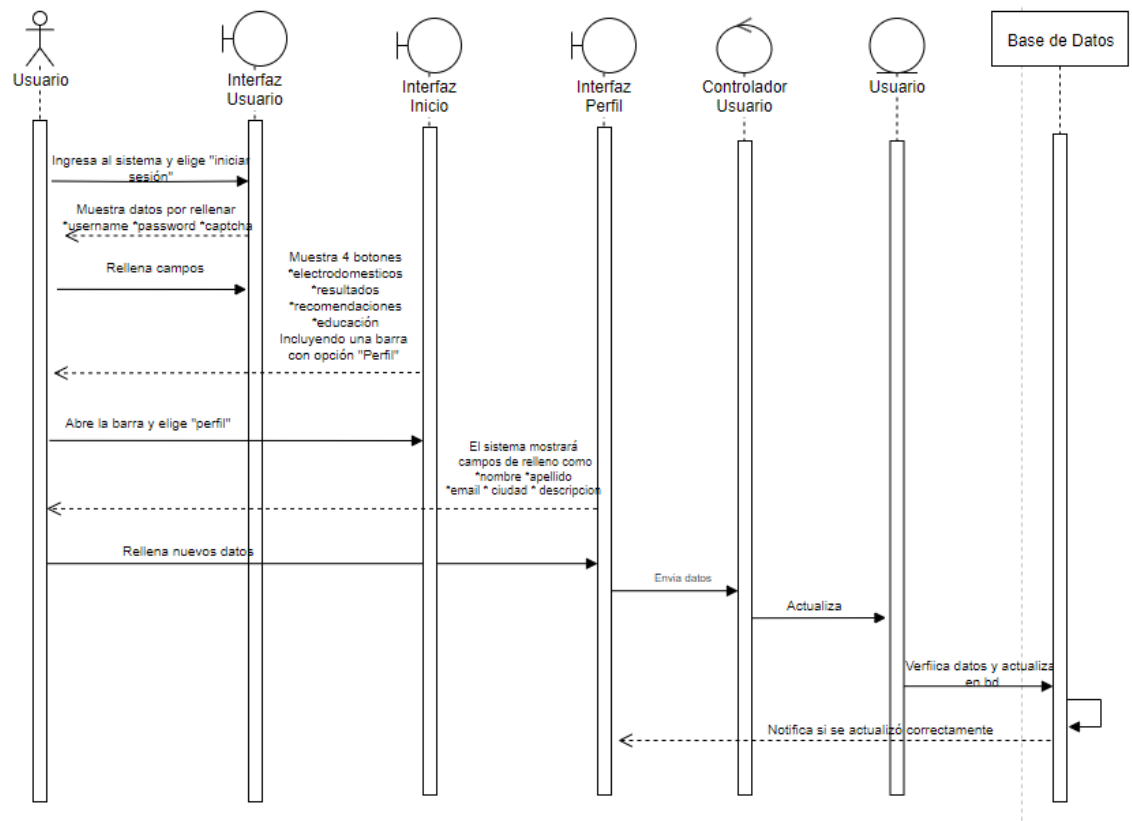 Usuario
Interfaz
Usuario
Interfaz
Inicio
Interfaz
Perfil
Controlador
Usuario
Usuario
Base de Datos
Ingresa al sistema y elige "iniciar
sesión"
Muestra datos por rellenar
*username *password *captcha
Rellena campos
Muestra 4 botones
*electrodomesticos
*resultados
*recomendaciones
*educación
Incluyendo una barra
con opción "Perfil"
Abre la barra y elige "perfil"
El sistema mostrará
campos de relleno como
*nombre *apellido
*email * ciudad * descripcion
Rellena nuevos datos
Envia datos
Actualiza
Verfiica datos y actualiza
en bd
Notifica si se actualizó correctamente